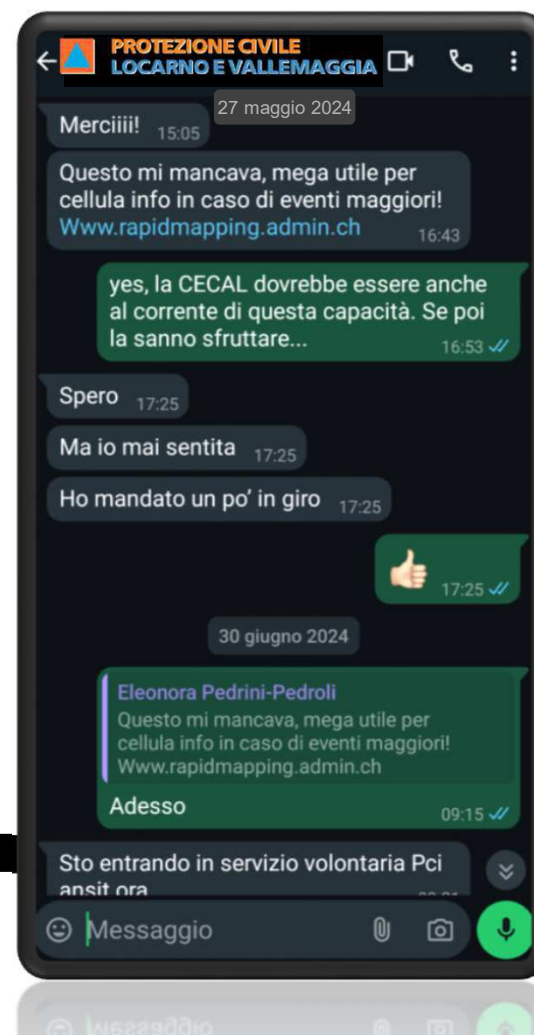 PROTEZIONE CIVILE
LOCARNO E VALLEMAGGIA
27 maggio 2024
Merciiii! 15:05
Questo mi mancava, mega utile per
cellula info in caso di eventi maggiori!
Www.rapidmapping.admin.ch 16:43
yes, la CECAL dovrebbe essere anche
al corrente di questa capacità. Se poi
la sanno sfruttare... 16:53
Spero 17:25
Ma io mai sentita 17:25
Ho mandato un po' in giro 17:25
17:25
30 giugno 2024
Eleonora Pedrini-Pedroli
Questo mi mancava, mega utile per
cellula info in caso di eventi maggiori!
Www.rapidmapping.admin.ch
Adesso 09:15
Sto entrando in servizio volontaria Pci
ansit ora
Messaggio